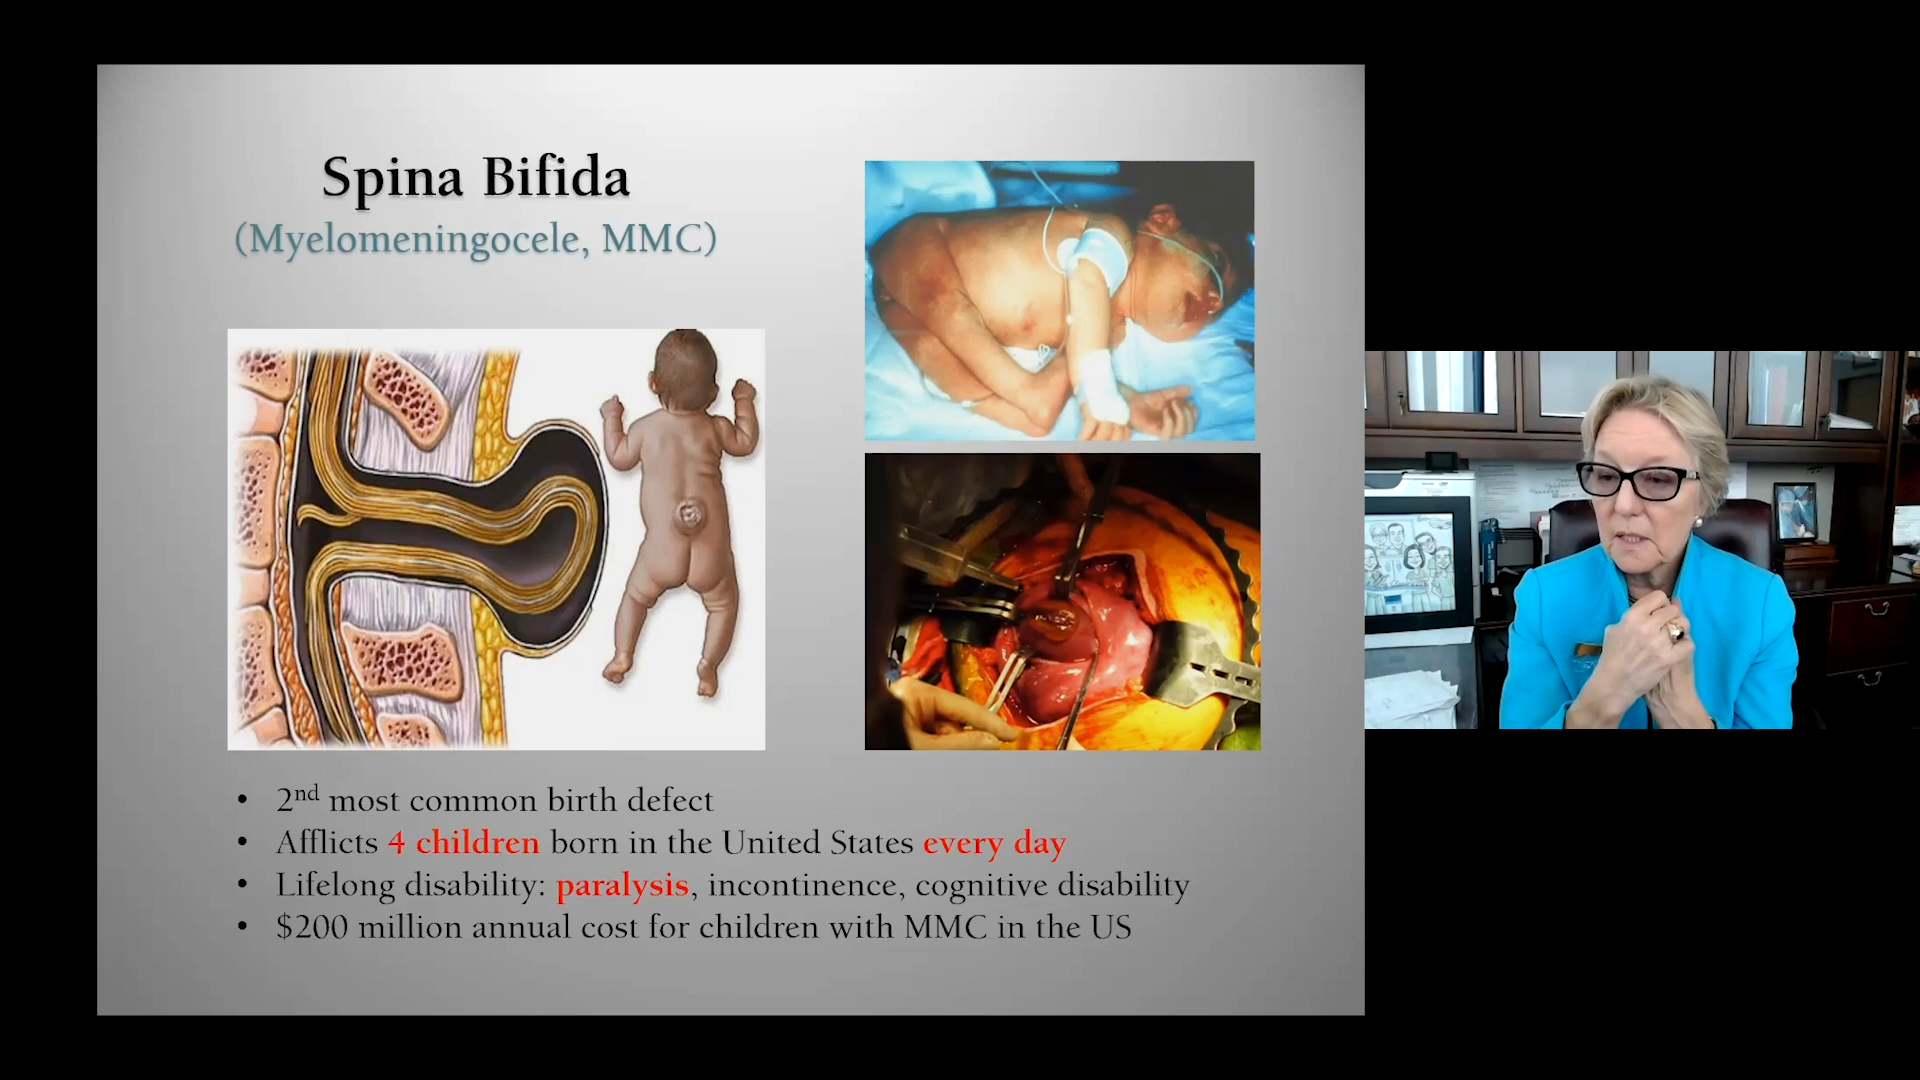 Spina Bifida
(Myelomeningocele, MMC)
• 2nd most common birth defect
• Afflicts 4 children born in the United States every day
• Lifelong disability: paralysis, incontinence, cognitive disability
• $200 million annual cost for children with MMC in the US